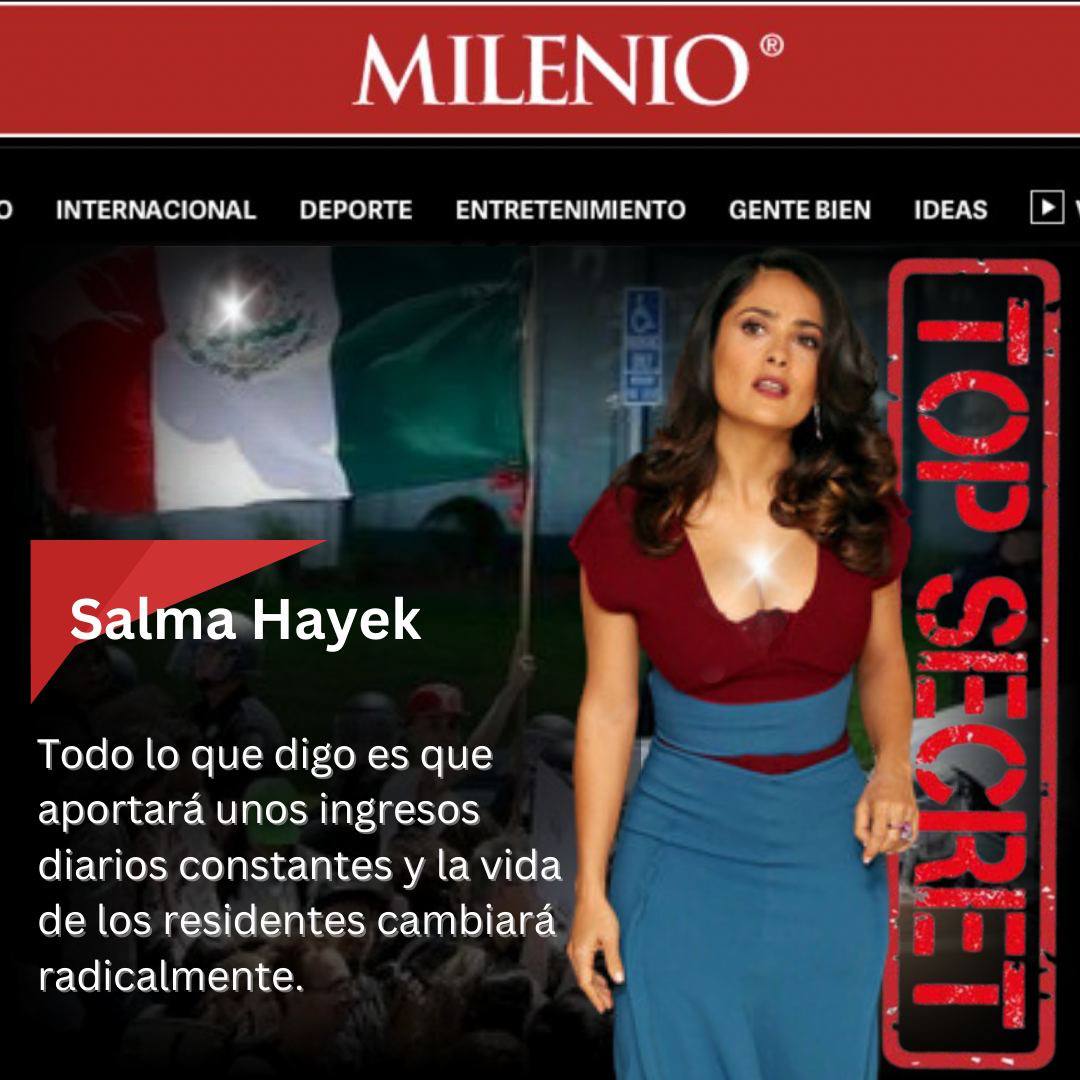 MILENIO®
O INTERNACIONAL DEPORTE ENTRETENIMIENTO GENTE BIEN IDEAS
TOP SECRET
Salma Hayek
Todo lo que digo es que
aportará unos ingresos
diarios constantes y la vida
de los residentes cambiará
radicalmente.